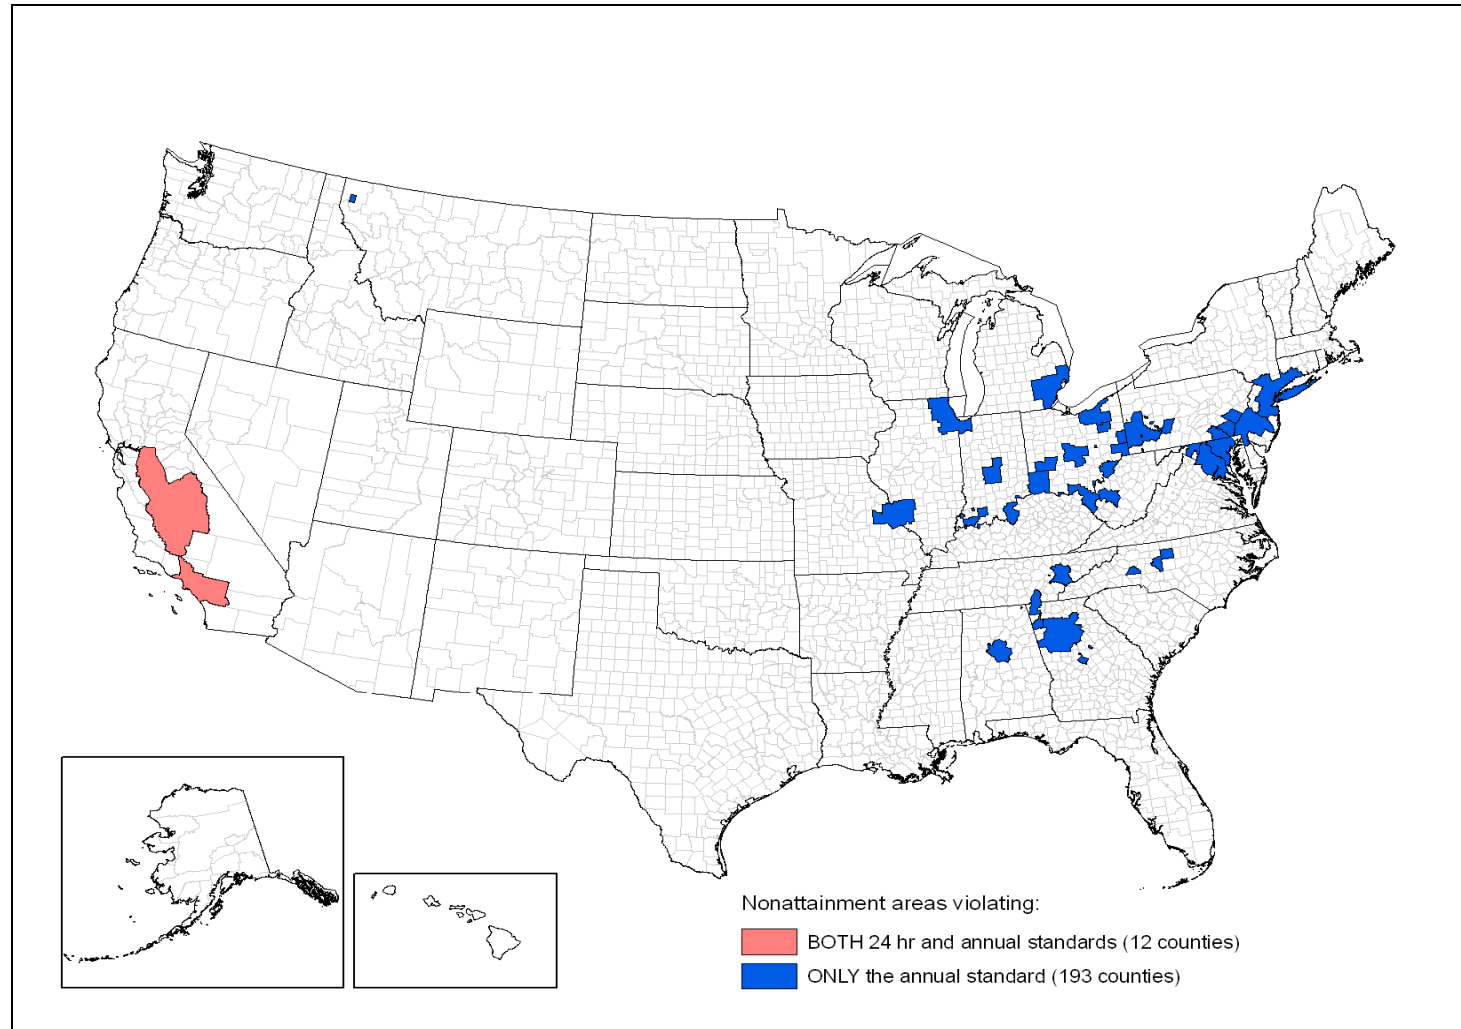 Nonattainment areas violating:
BOTH 24 hr and annual standards (12 counties)
ONLY the annual standard (193 counties)